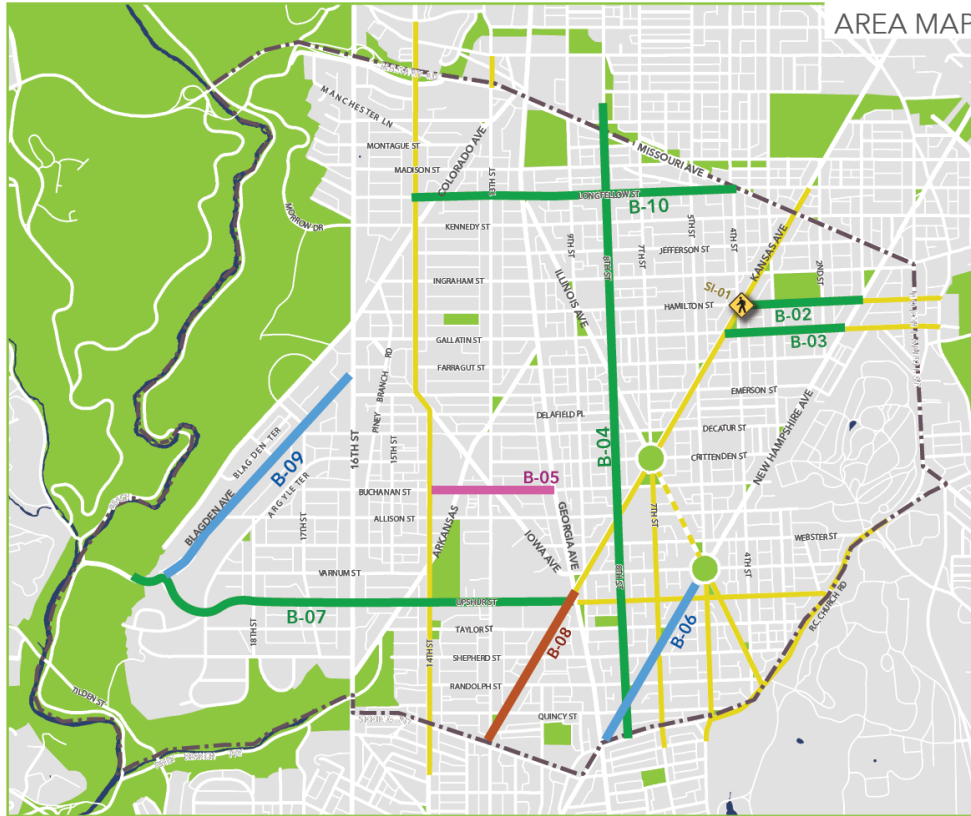 AREA MAP
MANCHESTER LN
MONTAGUE ST
MADISON ST
COLORADO AVE
13TH ST
MISSOURI AVE
LONGFELLOW ST
B-10
MORROW DR
KENNEDY ST
9TH ST
8TH ST
7TH ST
5TH ST
4TH ST
JEFFERSON ST
KANSAS AVE
2ND ST
INGRAHAM ST
ILLINOIS AVE
SI-01
HAMILTON ST
B-02
B-03
GALLATIN ST
FARRAGUT ST
PINEY BRANCH RD
EMERSON ST
DELAFIELD PL
DECATUR ST
CRITTENDEN ST
NEW HAMPSHIRE AVE
B-04
16TH ST
15TH ST
BLAGDEN TER
B-09
ARGYLE TER
BLAGDEN AVE
B-05
BUCHANAN ST
ALLISON ST
17TH ST
ARKANSAS
IOWA AVE
GEORGIA AVE
7TH ST
WEBSTER ST
4TH ST
VARNUM ST
8TH ST
UPSHUR ST
B-07
R.C. CHURCH RD
18TH ST
14TH ST
TAYLOR ST
B-08
B-06
SHEPHERD ST
RANDOLPH ST
TILDEN ST
QUINCY ST